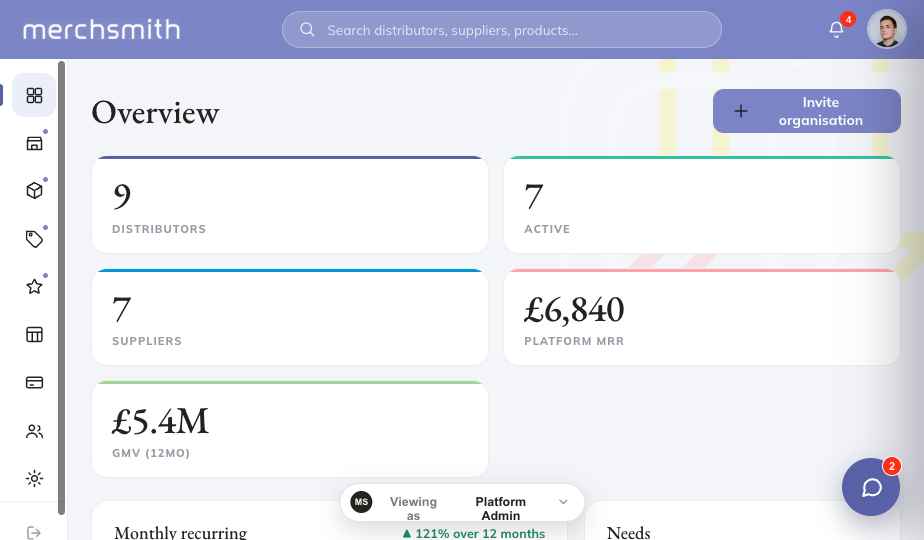 merchsmith
Search distributors, suppliers, products...
4
Overview
Invite
organisation
9
DISTRIBUTORS
7
ACTIVE
7
SUPPLIERS
£6,840
PLATFORM MRR
£5.4M
GMV (12MO)
2
MS
Viewing
as
Platform
Admin
Monthly recurring
▲ 121% over 12 months
Needs